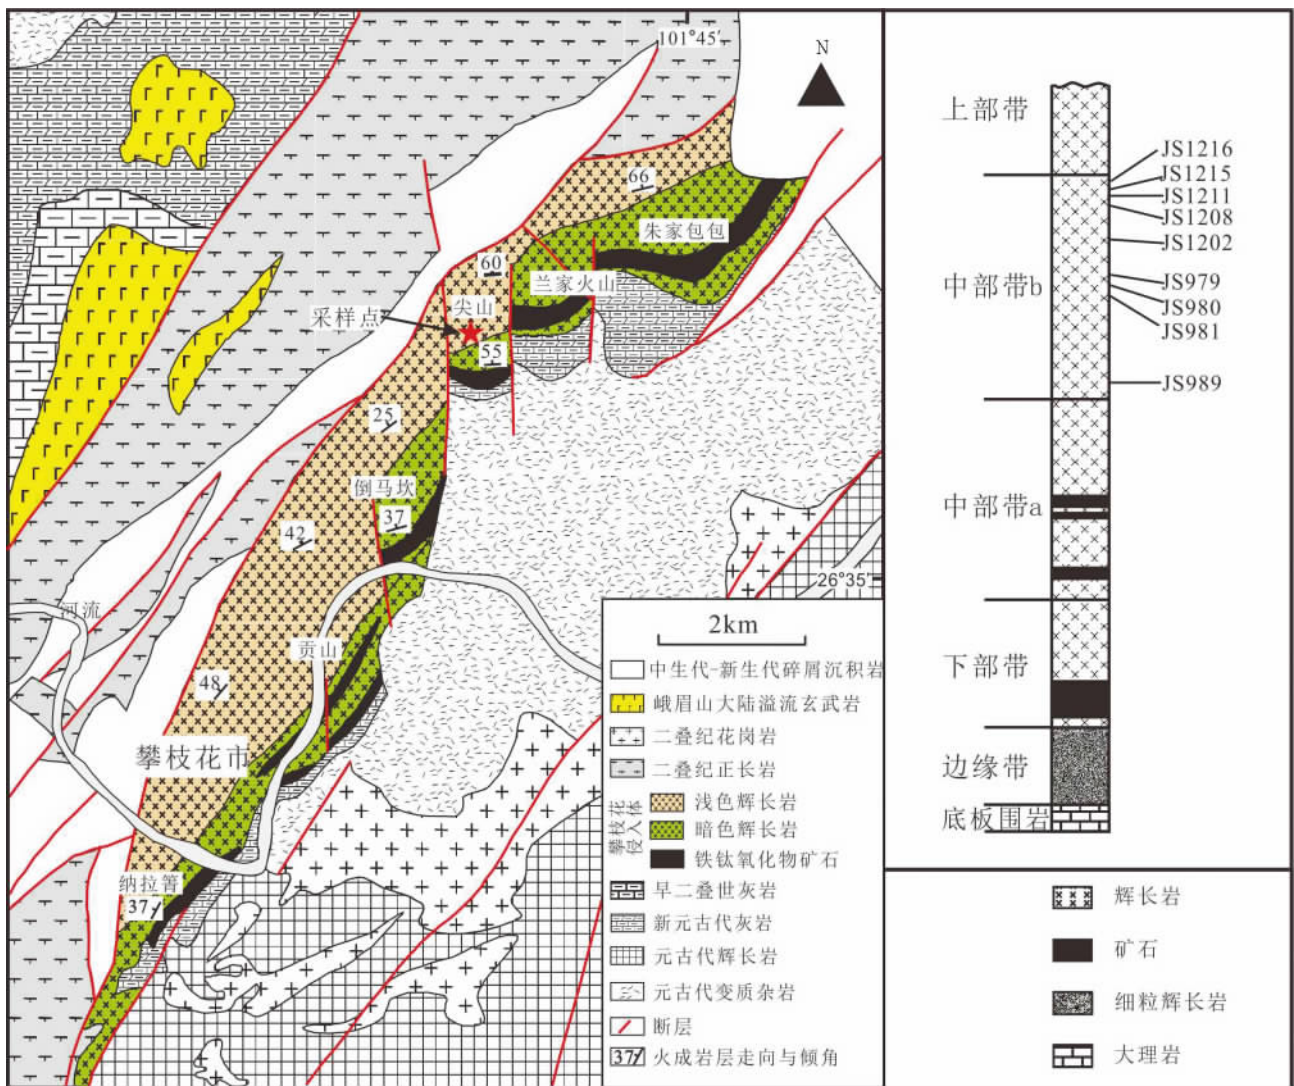 101°45′
N
66
朱家包包
60
兰家火山
尖山
采样点
55
25
倒马坎
37
42
26°35′
河流
贡山
48
攀枝花市
纳拉箐
37
2km
中生代-新生代碎屑沉积岩
峨眉山大陆溢流玄武岩
二叠纪花岗岩
二叠纪正长岩
攀枝花侵入体
浅色辉长岩
暗色辉长岩
铁钛氧化物矿石
早二叠世灰岩
新元古代灰岩
元古代辉长岩
元古代变质杂岩
断层
37 火成岩层走向与倾角
上部带
JS1216
JS1215
JS1211
JS1208
JS1202
中部带b
JS979
JS980
JS981
JS989
中部带a
下部带
边缘带
底板围岩
辉长岩
矿石
细粒辉长岩
大理岩